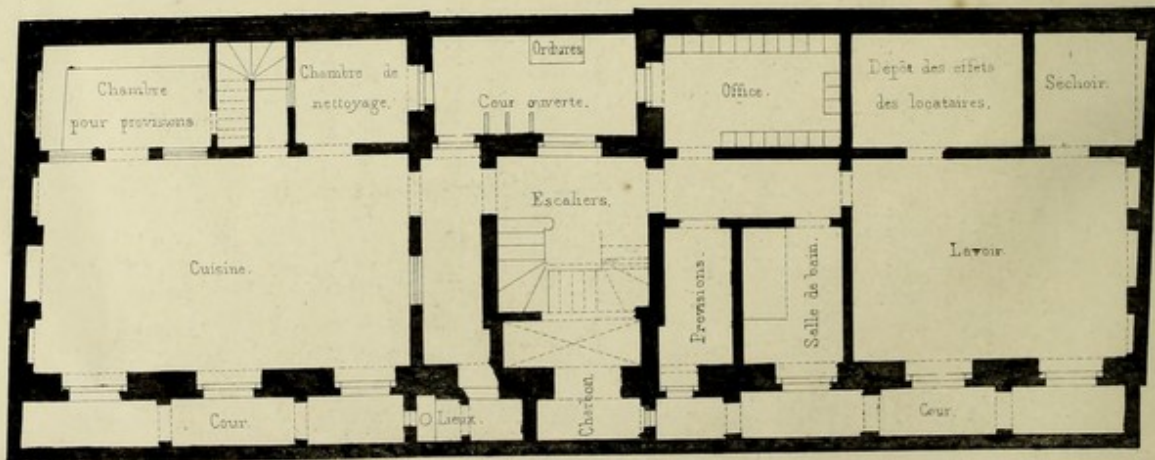 Chambre
pour provisions
Chambre de
nettoyage.
Ordures
Cour ouverte.
Office.
Dépôt des effets
des locataires.
Séchoir.
Cuisine.
Escaliers.
Provisions.
Salle de bain.
Lavoir.
Cour.
Lieux.
Charbon.
Cour.